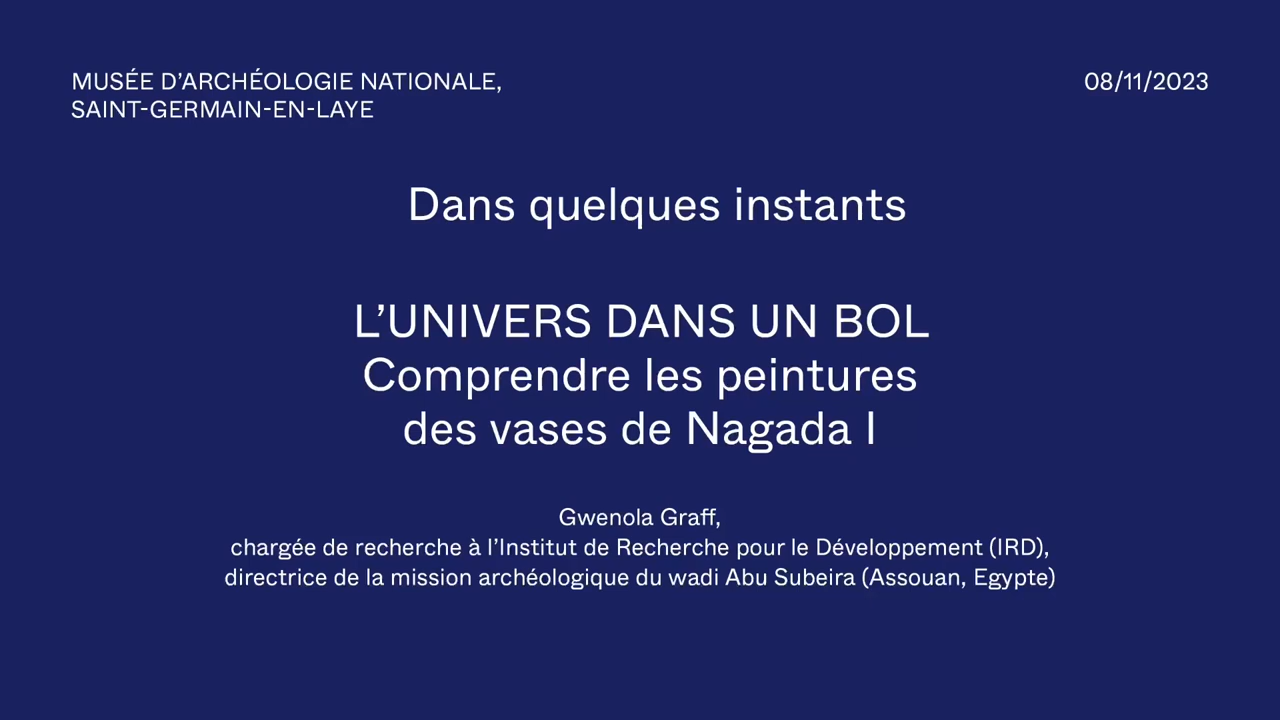 MUSÉE D’ARCHÉOLOGIE NATIONALE,
SAINT-GERMAIN-EN-LAYE
08/11/2023
Dans quelques instants
L’UNIVERS DANS UN BOL
Comprendre les peintures
des vases de Nagada I
Gwenola Graff,
chargée de recherche à l’Institut de Recherche pour le Développement (IRD),
directrice de la mission archéologique du wadi Abu Subeira (Assouan, Egypte)